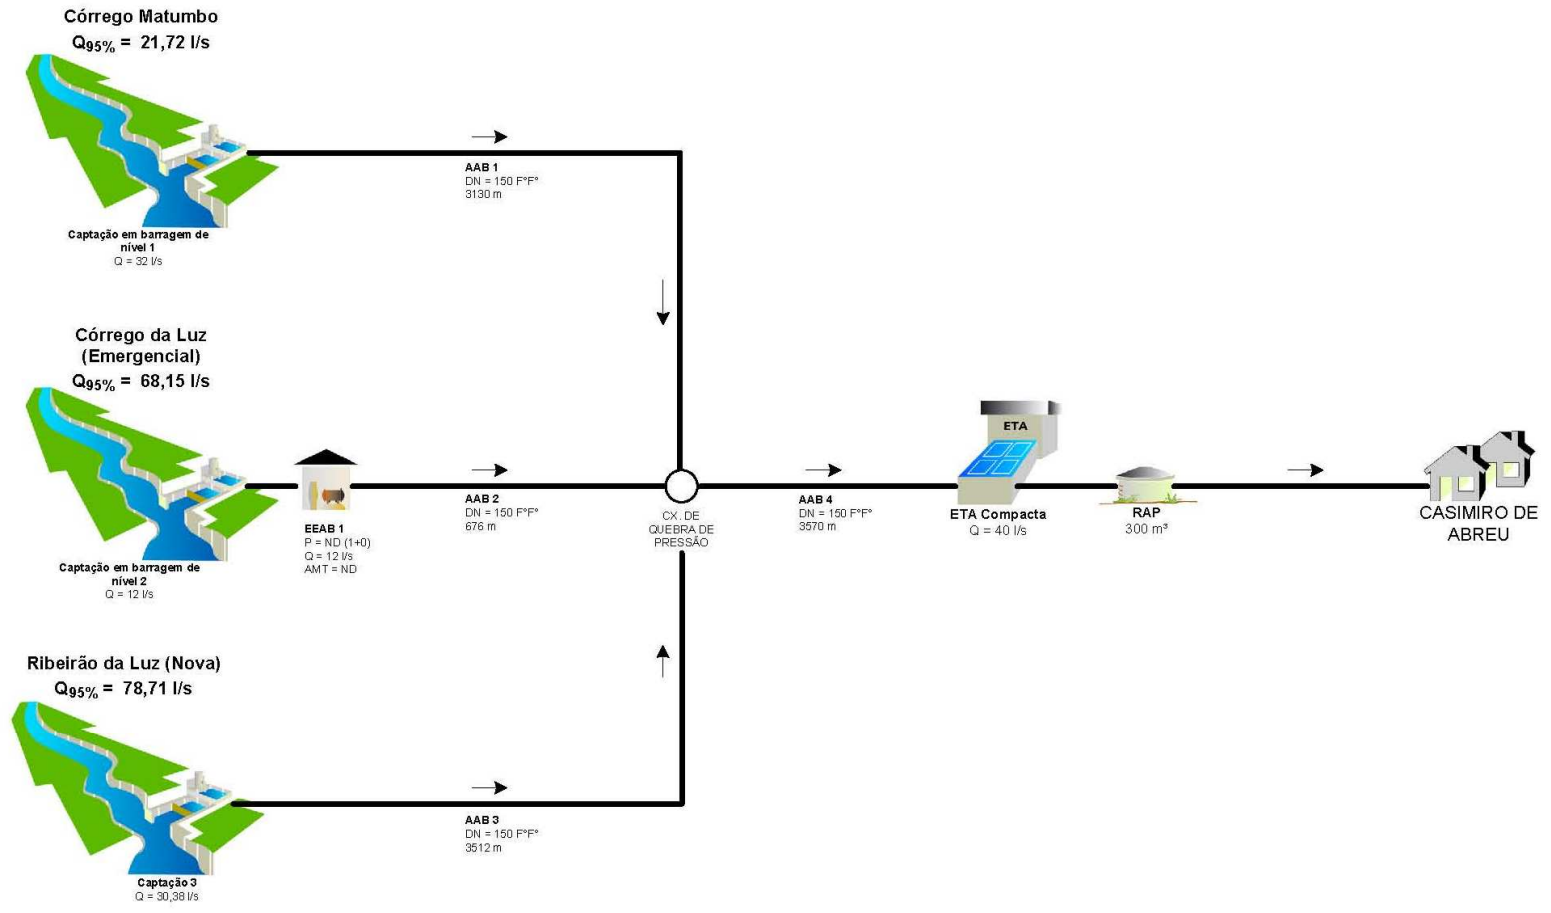 Córrego Matumbo
Q95% = 21,72 l/s
Captação em barragem de
nível 1
Q = 32 l/s
AAB 1
DN = 150 FºFº
3130 m
Córrego da Luz
(Emergencial)
Q95% = 68,15 l/s
Captação em barragem de
nível 2
Q = 12 l/s
EEAB 1
P = ND (1+0)
Q = 12 l/s
AMT = ND
AAB 2
DN = 150 FºFº
676 m
CX. DE
QUEBRA DE
PRESSÃO
AAB 4
DN = 150 FºFº
3570 m
ETA
ETA Compacta
Q = 40 l/s
RAP
300 m³
CASIMIRO DE
ABREU
Ribeirão da Luz (Nova)
Q95% = 78,71 l/s
Captação 3
Q = 30,38 l/s
AAB 3
DN = 150 FºFº
3512 m